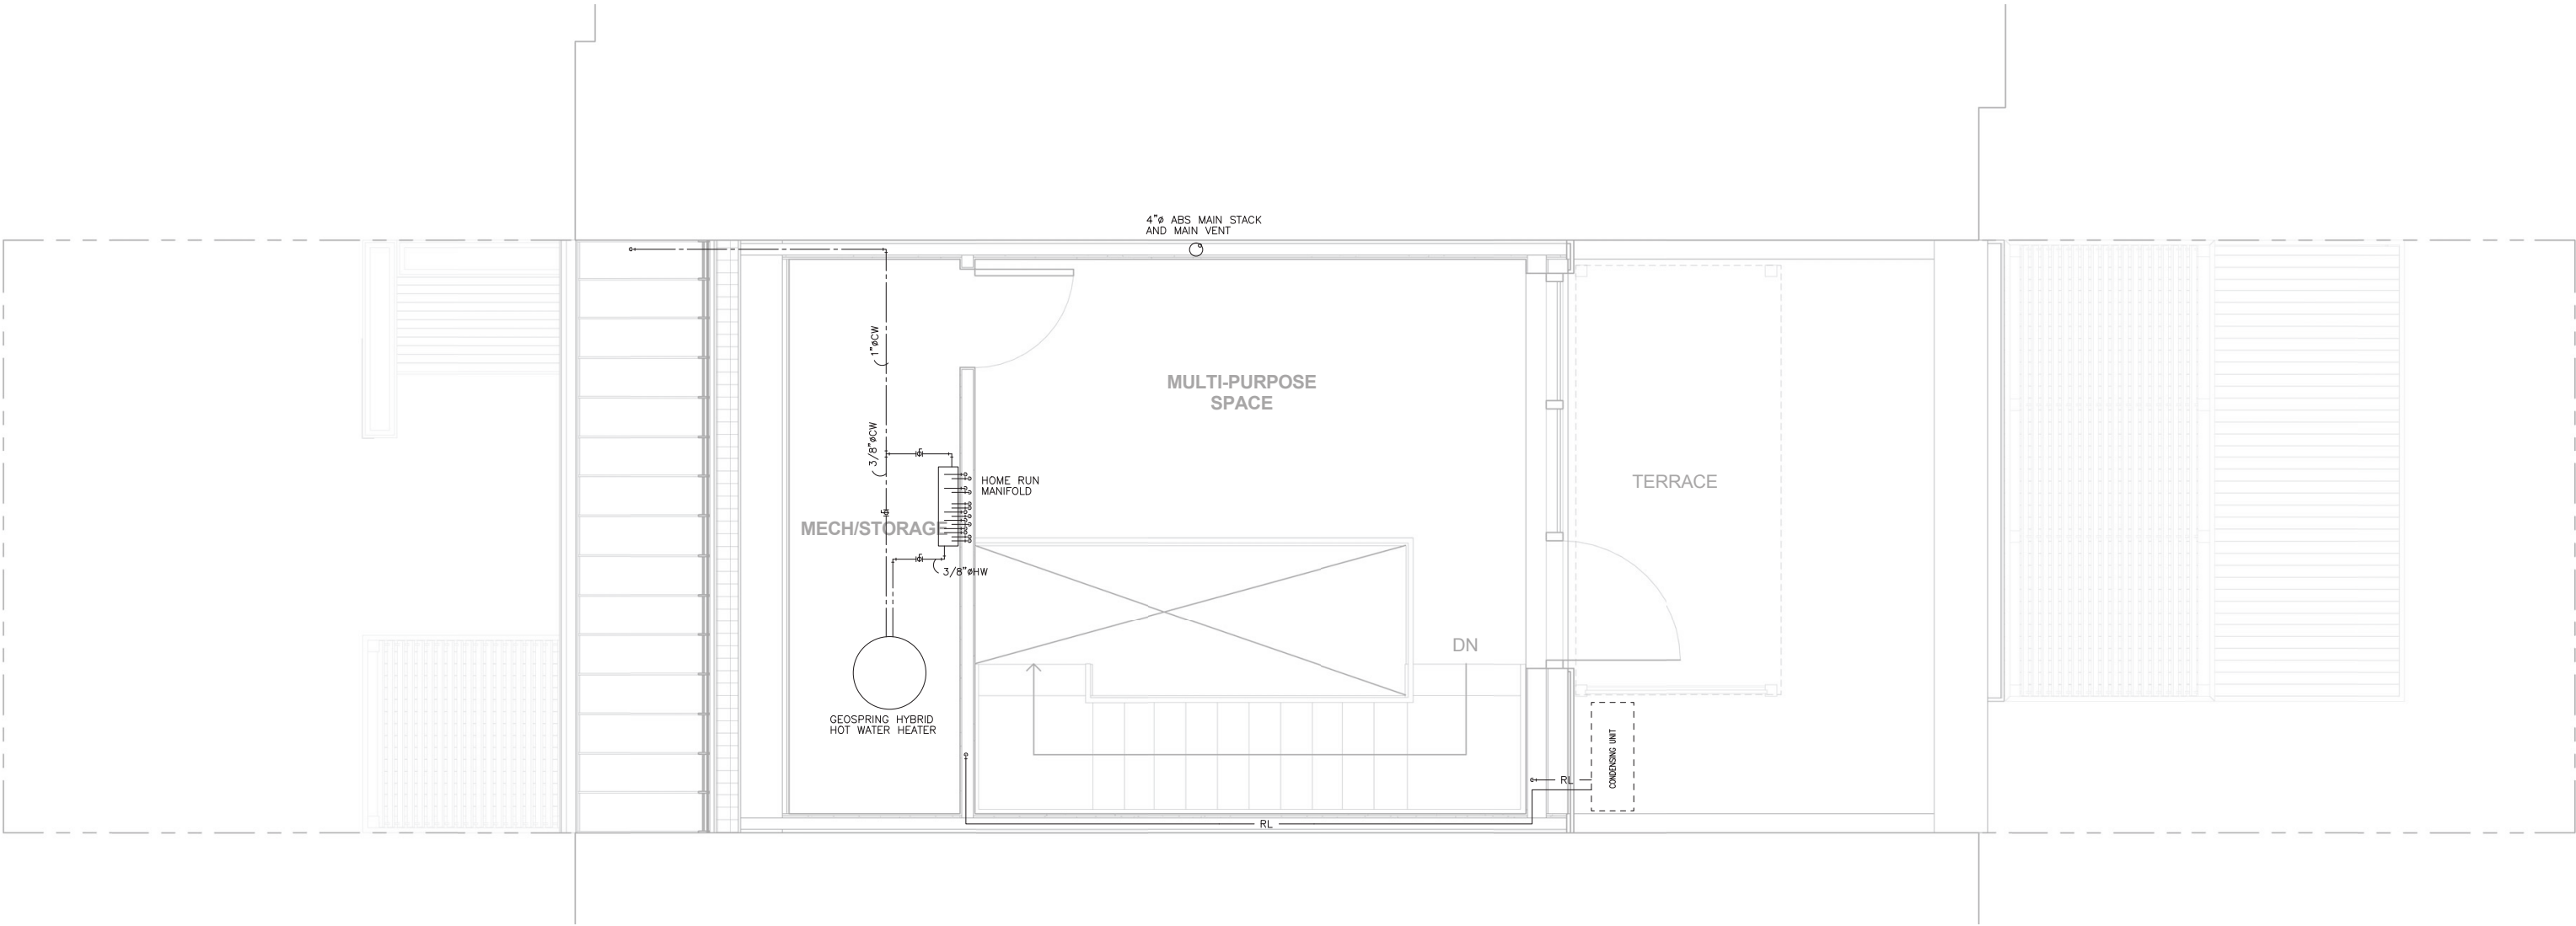 4"ø ABS MAIN STACK
AND MAIN VENT
1"øCW
MULTI-PURPOSE
SPACE
3/8"øCW
HOME RUN
MANIFOLD
TERRACE
MECH/STORAGE
3/8"øHW
DN
GEOSPRING HYBRID
HOT WATER HEATER
CONDENSING UNIT
RL
RL